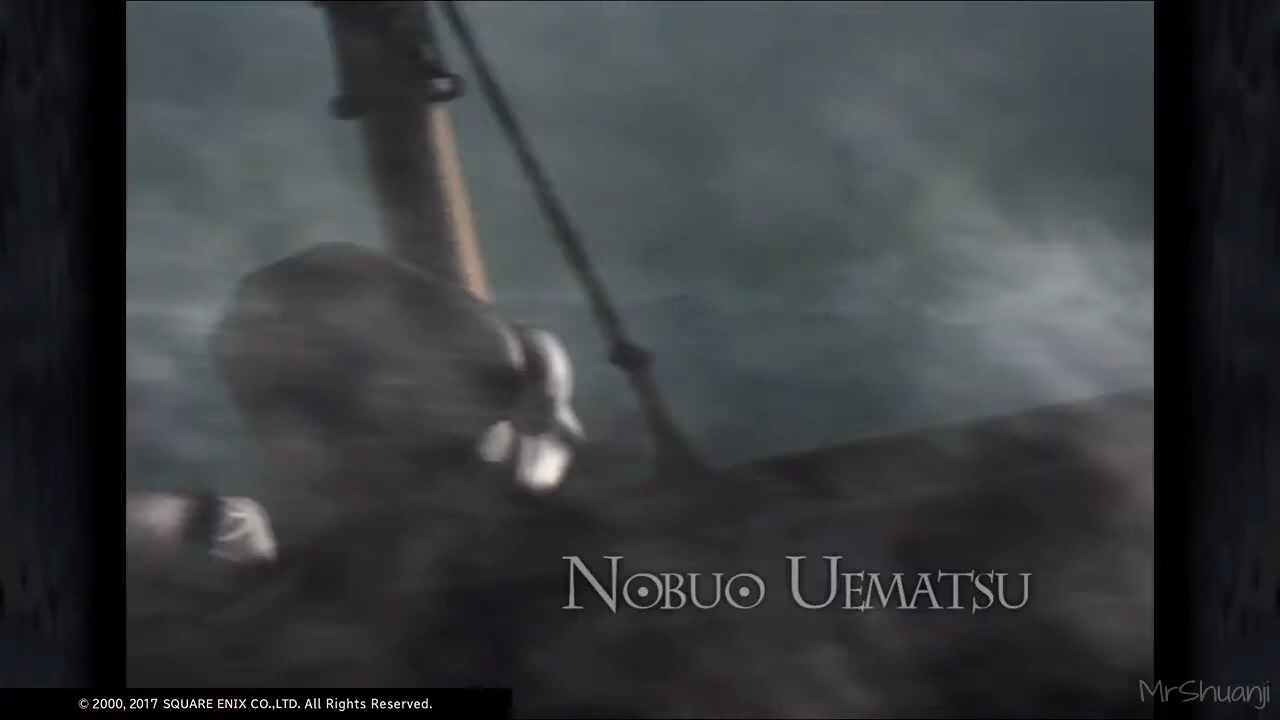 NOBUO UEMATSU
MrShuanji
© 2000, 2017 SQUARE ENIX CO.,LTD. All Rights Reserved.